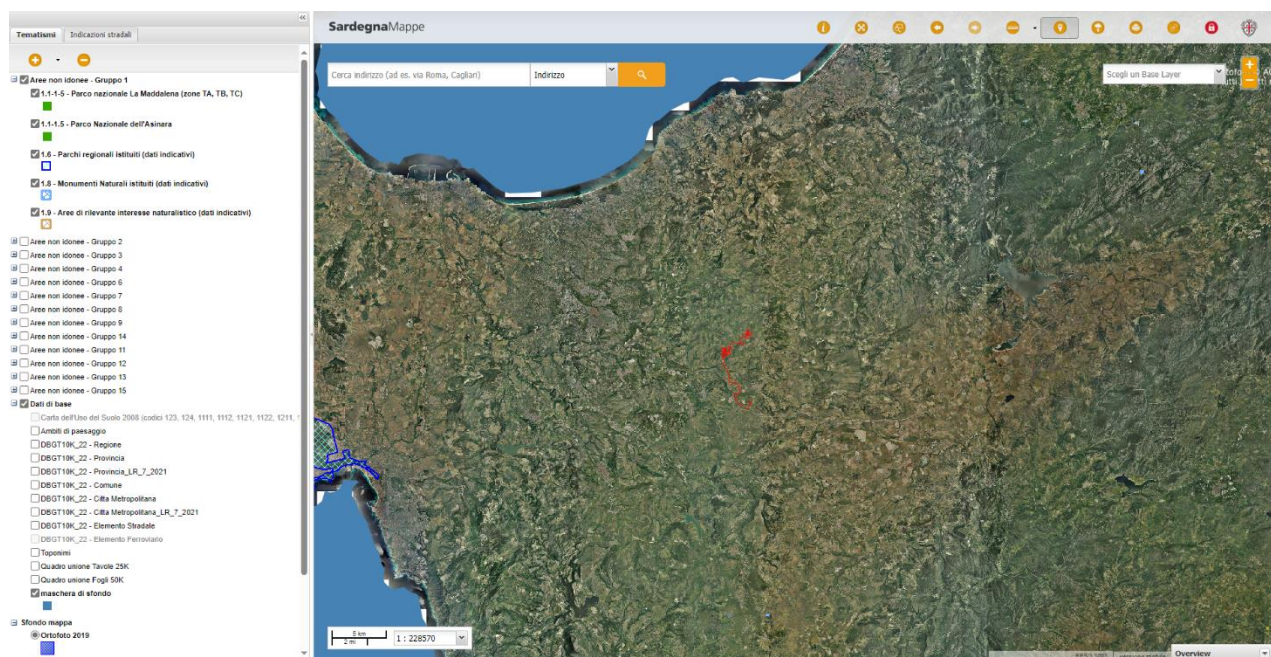 Tematismi
Indicazioni stradali
Aree non idonee - Gruppo 1
1.1-1-5 - Parco nazionale La Maddalena (zone TA, TB, TC)
1.1-1.5 - Parco Nazionale dell'Asinara
1.6 - Parchi regionali istituiti (dati indicativi)
1.8 - Monumenti Naturali istituiti (dati indicativi)
1.9 - Aree di rilevante interesse naturalistico (dati indicativi)
Aree non idonee - Gruppo 2
Aree non idonee - Gruppo 3
Aree non idonee - Gruppo 4
Aree non idonee - Gruppo 6
Aree non idonee - Gruppo 7
Aree non idonee - Gruppo 8
Aree non idonee - Gruppo 9
Aree non idonee - Gruppo 14
Aree non idonee - Gruppo 11
Aree non idonee - Gruppo 12
Aree non idonee - Gruppo 13
Aree non idonee - Gruppo 15
Dati di base
Carta dell'Uso del Suolo 2008 (codici 123, 124, 1111, 1112, 1121, 1122, 1211, 1
Ambiti di paesaggio
DBGT10K_22 - Regione
DBGT10K_22 - Provincia
DBGT10K_22 - Provincia_LR_7_2021
DBGT10K_22 - Comune
DBGT10K_22 - Citta Metropolitana
DBGT10K_22 - Citta Metropolitana_LR_7_2021
DBGT10K_22 - Elemento Stradale
DBGT10K_22 - Elemento Ferroviario
Toponimi
Quadro unione Tavole 25K
Quadro unione Fogli 50K
maschera di sfondo
Sfondo mappa
Ortofoto 2019
SardegnaMappe
Cerca indirizzo (ad es. via Roma, Cagliari)
Indirizzo
Scegli un Base Layer
5 km
2 mi
1 : 228570
Overview